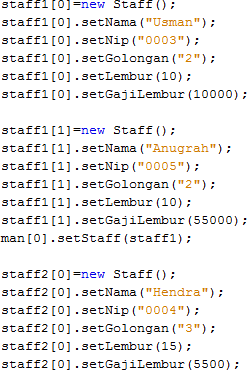 staff1[0]=new Staff();
staff1[0].setNama("Usman");
staff1[0].setNip("0003");
staff1[0].setGolongan("2");
staff1[0].setLembur(10);
staff1[0].setGajiLembur(10000);
staff1[1]=new Staff();
staff1[1].setNama("Anugrah");
staff1[1].setNip("0005");
staff1[1].setGolongan("2");
staff1[1].setLembur(10);
staff1[1].setGajiLembur(55000);
man[0].setStaff(staff1);
staff2[0]=new Staff();
staff2[0].setNama("Hendra");
staff2[0].setNip("0004");
staff2[0].setGolongan("3");
staff2[0].setLembur(15);
staff2[0].setGajiLembur(5500);